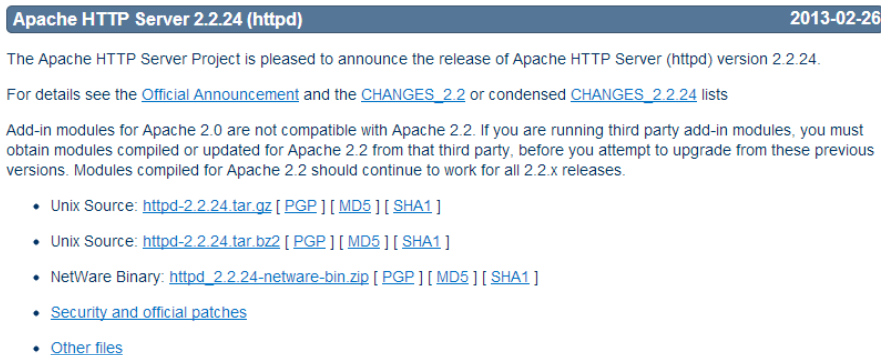 Apache HTTP Server 2.2.24 (httpd) 2013-02-26
The Apache HTTP Server Project is pleased to announce the release of Apache HTTP Server (httpd) version 2.2.24.
For details see the Official Announcement and the CHANGES_2.2 or condensed CHANGES_2.2.24 lists
Add-in modules for Apache 2.0 are not compatible with Apache 2.2. If you are running third party add-in modules, you must
obtain modules compiled or updated for Apache 2.2 from that third party, before you attempt to upgrade from these previous
versions. Modules compiled for Apache 2.2 should continue to work for all 2.2.x releases.
• Unix Source: httpd-2.2.24.tar.gz [ PGP ] [ MD5 ] [ SHA1 ]
• Unix Source: httpd-2.2.24.tar.bz2 [ PGP ] [ MD5 ] [ SHA1 ]
• NetWare Binary: httpd_2.2.24-netware-bin.zip [ PGP ] [ MD5 ] [ SHA1 ]
• Security and official patches
• Other files